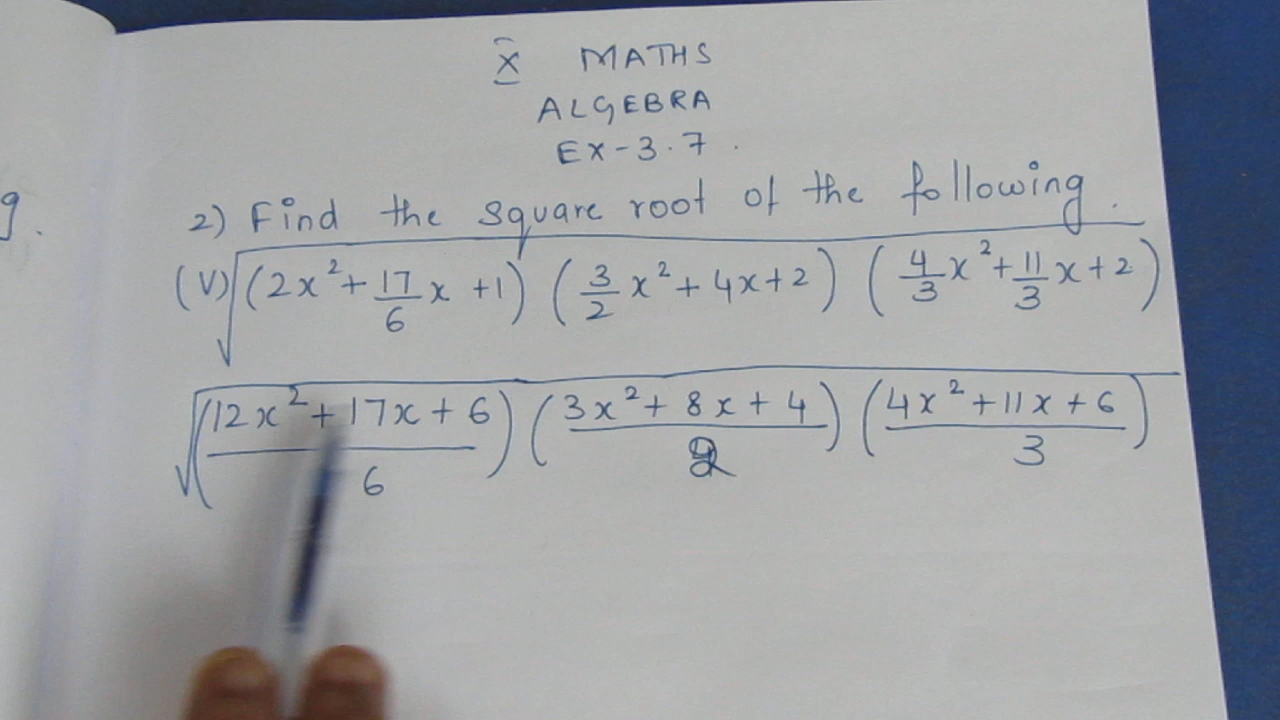 X MATHS
ALGEBRA
EX-3.7.
g.
2) Find the square root of the following.
(V) √(2x²+17/6 x +1) (3/2 x²+4x+2) (4/3 x²+11/3 x+2)
√(12x²+17x+6/6) (3x²+8x+4/2) (4x²+11x+6/3)